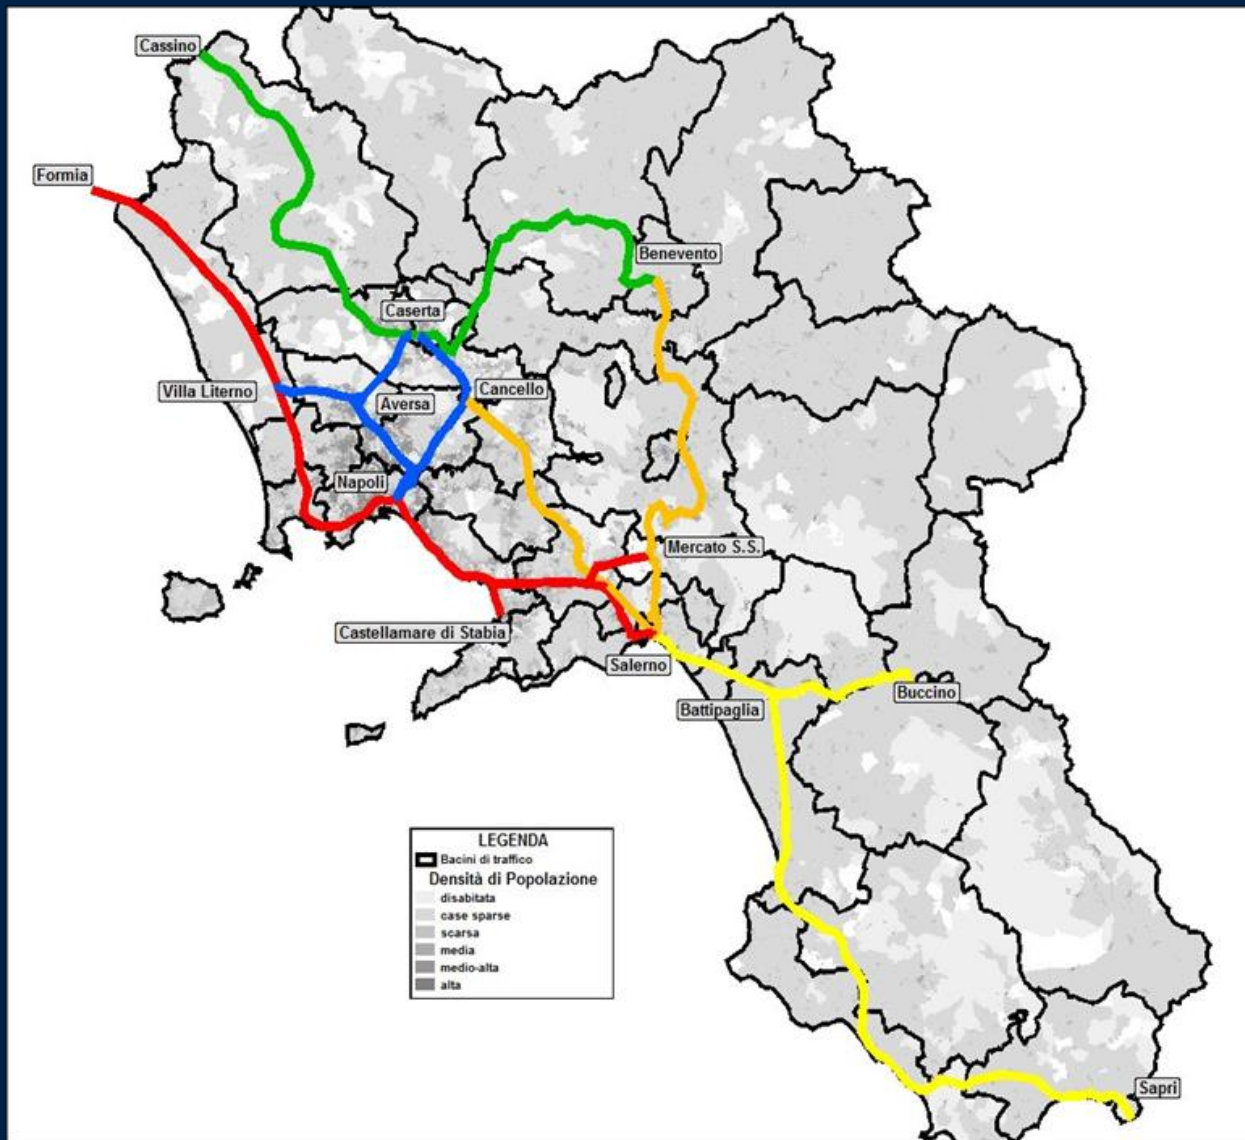 Cassino
Formia
Benevento
Caserta
Villa Literno
Aversa
Cancello
Napoli
Mercato S.S.
Castellamare di Stabia
Salerno
Battipaglia
Buccino
LEGENDA
Bacini di traffico
Densità di Popolazione
disabitata
case sparse
scarsa
media
medio-alta
alta
Sapri